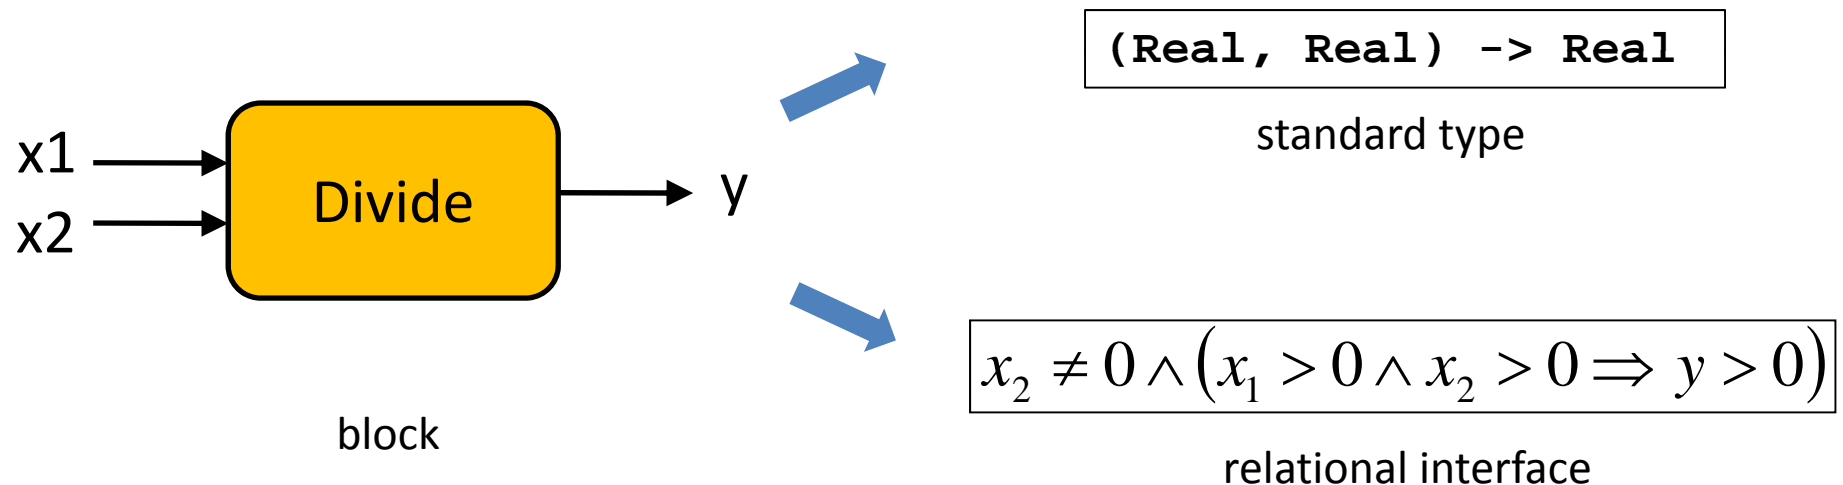 x1
x2
Divide
y
block
(Real, Real) -> Real
standard type
x₂ ≠ 0 ∧ (x₁ > 0 ∧ x₂ > 0 ⇒ y > 0)
relational interface